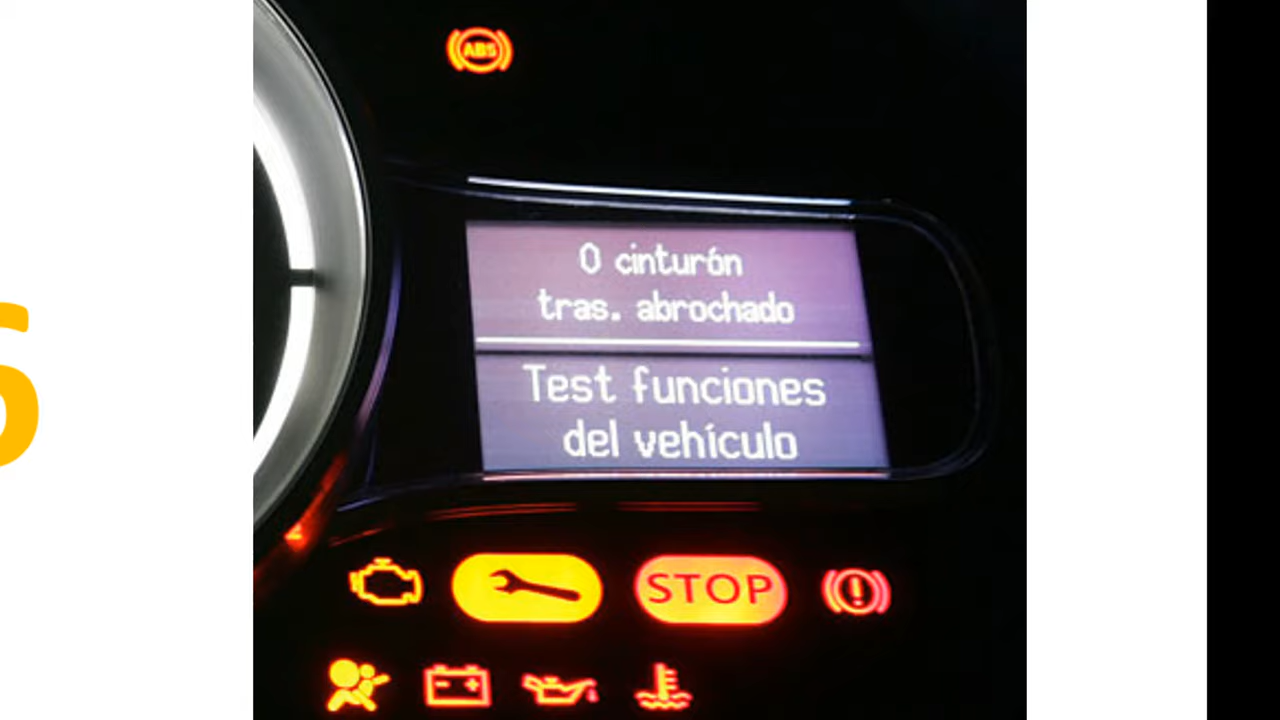 ABS
0 cinturón
tras. abrochado
Test funciones
del vehículo
STOP